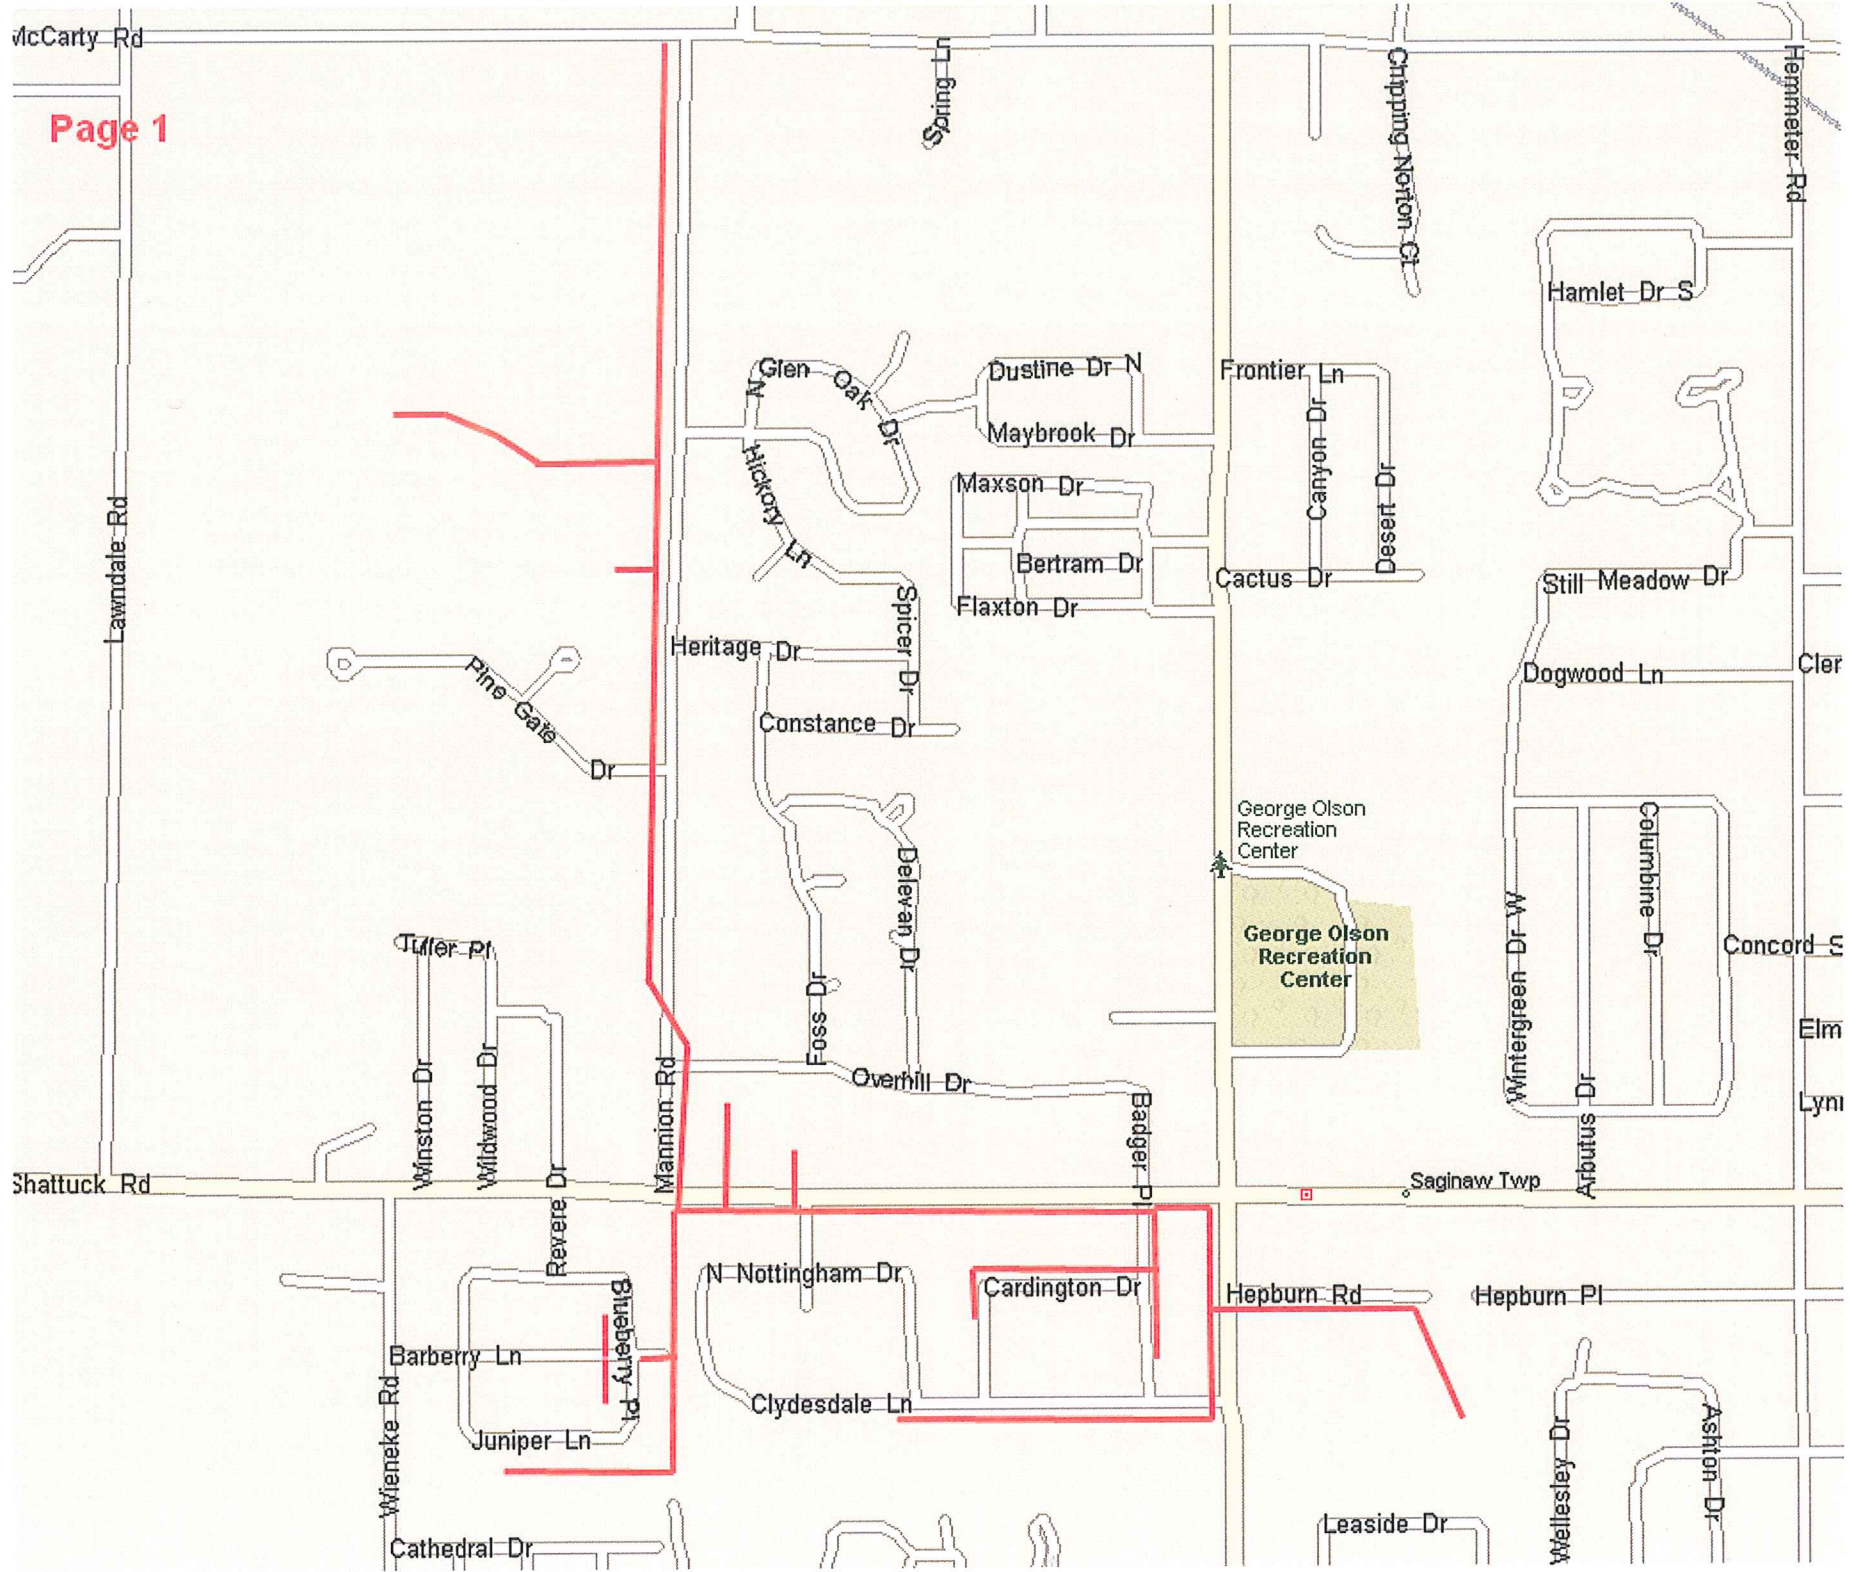 McCarty Rd
Page 1
Spring Ln
Chipping Norton Ct
Hemmeter Rd
Hamlet Dr S
N Glen Oak Dr
Dustine Dr N
Frontier Ln
Maybrook Dr
Hickory Ln
Maxson Dr
Canyon Dr
Desert Dr
Lawndale Rd
Bertram Dr
Cactus Dr
Still Meadow Dr
Flaxton Dr
Spicer Dr
Heritage Dr
Dogwood Ln
Cler
Pine Gate Dr
Constance Dr
George Olson
Recreation
Center
Columbine Dr
Delevan Dr
Wintergreen Dr W
George Olson
Recreation
Center
Concord S
Tuller Pl
Foss Dr
Elm
Winston Dr
Wildwood Dr
Mannion Rd
Overhill Dr
Badger Pl
Arbutus Dr
Lynn
Shattuck Rd
Revere Dr
Saginaw Twp
N Nottingham Dr
Cardington Dr
Hepburn Rd
Hepburn Pl
Blueberry Pl
Barberry Ln
Clydesdale Ln
Juniper Ln
Wieneke Rd
Wellesley Dr
Ashton Dr
Leaside Dr
Cathedral Dr